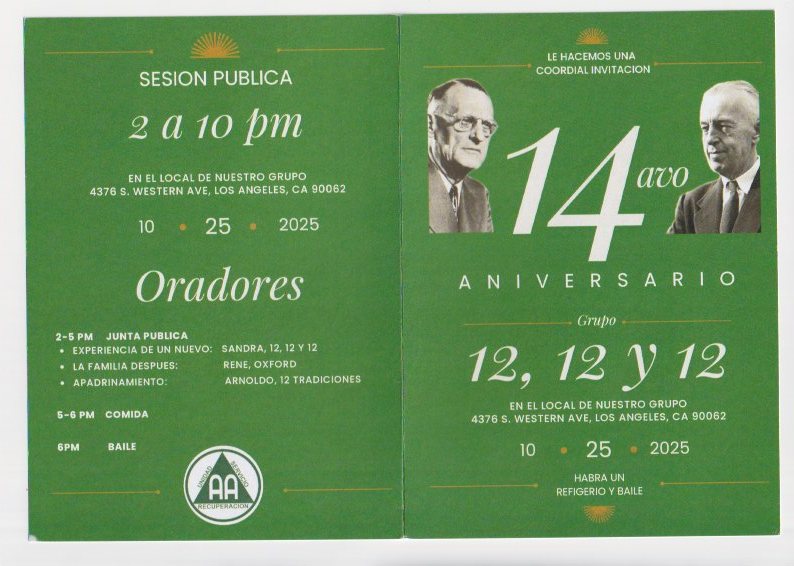 SESION PUBLICA
2 a 10 pm
EN EL LOCAL DE NUESTRO GRUPO
4376 S. WESTERN AVE, LOS ANGELES, CA 90062
10 • 25 • 2025
Oradores
2-5 PM JUNTA PUBLICA
• EXPERIENCIA DE UN NUEVO: SANDRA, 12, 12 Y 12
• LA FAMILIA DESPUES: RENE, OXFORD
• APADRINAMIENTO: ARNOLDO, 12 TRADICIONES
5-6 PM COMIDA
6PM BAILE
UNIDAD
SERVICIO
AA
RECUPERACION
LE HACEMOS UNA
COORDIAL INVITACION
14 avo
ANIVERSARIO
Grupo
12, 12 y 12
EN EL LOCAL DE NUESTRO GRUPO
4376 S. WESTERN AVE, LOS ANGELES, CA 90062
10 • 25 • 2025
HABRA UN
REFIGERIO Y BAILE